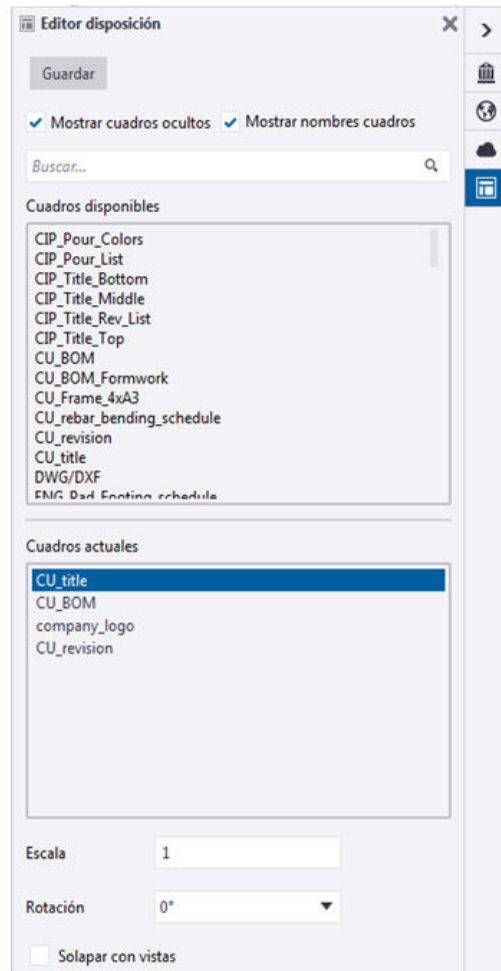 Editor disposición
Guardar
Mostrar cuadros ocultos Mostrar nombres cuadros
Buscar...
Cuadros disponibles
CIP_Pour_Colors
CIP_Pour_List
CIP_Title_Bottom
CIP_Title_Middle
CIP_Title_Rev_List
CIP_Title_Top
CU_BOM
CU_BOM_Formwork
CU_Frame_4xA3
CU_rebar_bending_schedule
CU_revision
CU_title
DWG/DXF
ENG_Pad_Footing_schedule
Cuadros actuales
CU_title
CU_BOM
company_logo
CU_revision
Escala 1
Rotación 0°
Solapar con vistas